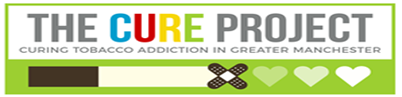 THE CURE PROJECT
CURING TOBACCO ADDICTION IN GREATER MANCHESTER